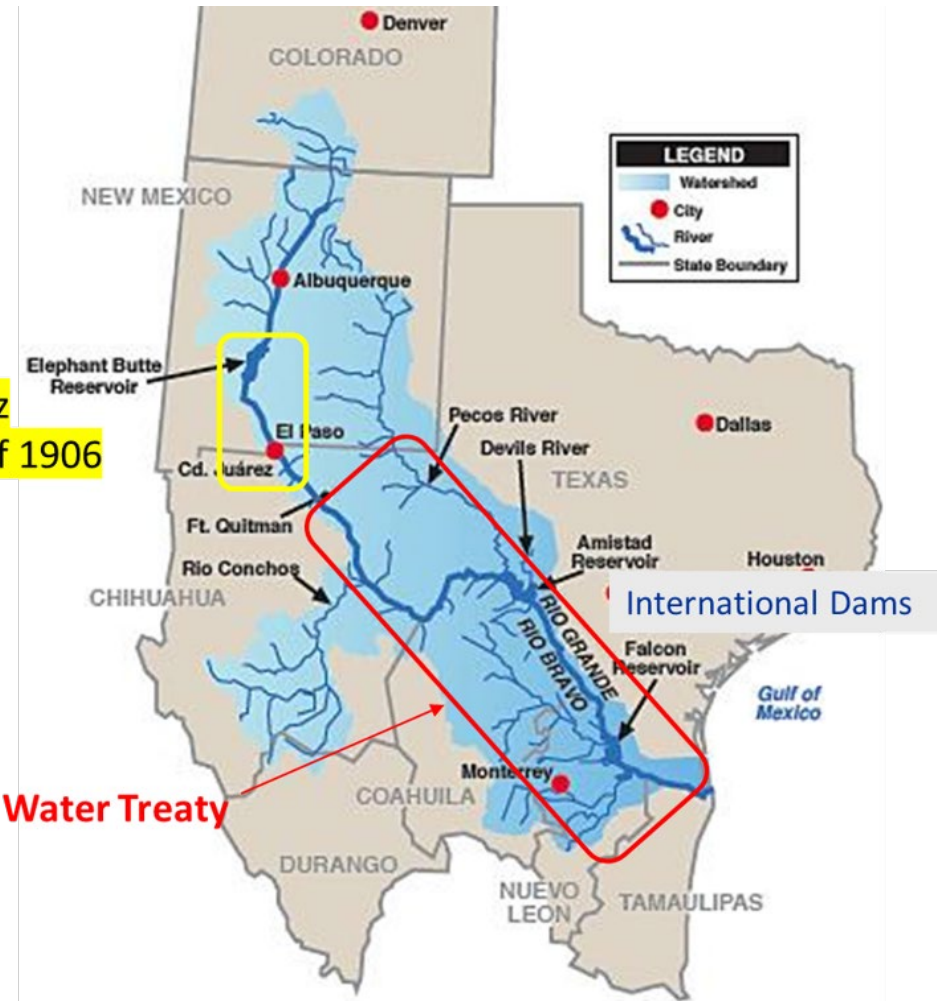 Denver
COLORADO
LEGEND
Watershed
City
River
State Boundary
NEW MEXICO
Albuquerque
Elephant Butte
Reservoir
z
f 1906
El Paso
Cd. Juárez
Pecos River
Devils River
Dallas
TEXAS
Ft. Quitman
Rio Conchos
CHIHUAHUA
Amistad
Reservoir
Houston
International Dams
RIO GRANDE
RIO BRAVO
Falcon
Reservoir
Gulf of
Mexico
Water Treaty
Monterrey
COAHUILA
DURANGO
NUEVO
LEON
TAMAULIPAS